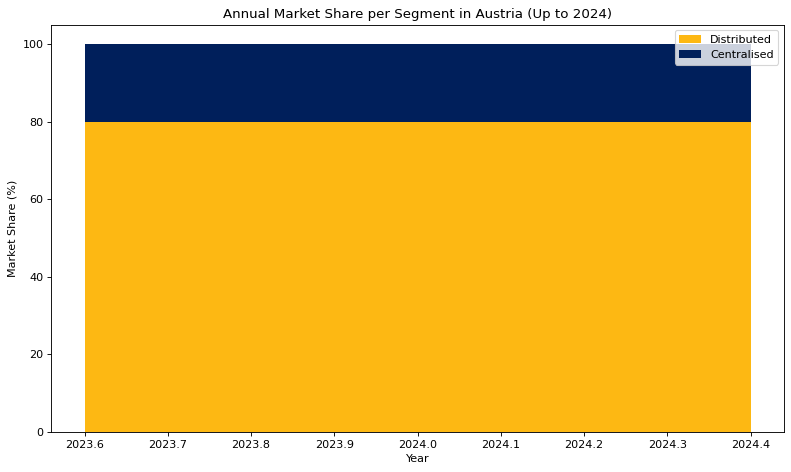 Annual Market Share per Segment in Austria (Up to 2024)
Distributed
Centralised
Market Share (%)
100
80
60
40
20
0
2023.6 2023.7 2023.8 2023.9 2024.0 2024.1 2024.2 2024.3 2024.4
Year